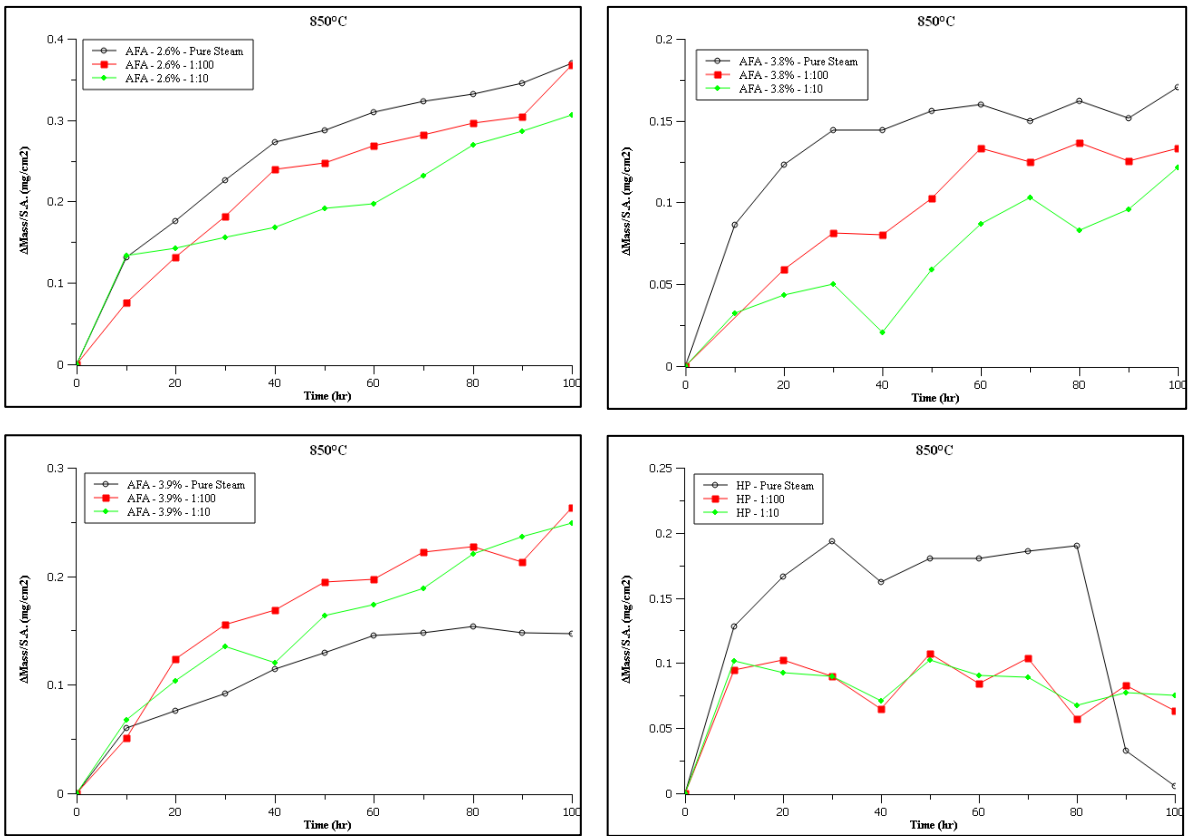 850°C
0.4
0.3
0.2
0.1
0
ΔMass/S.A. (mg/cm2)
AFA - 2.6% - Pure Steam
AFA - 2.6% - 1:100
AFA - 2.6% - 1:10
0 20 40 60 80 100
Time (hr)
850°C
0.2
0.15
0.1
0.05
0
ΔMass/S.A. (mg/cm2)
AFA - 3.8% - Pure Steam
AFA - 3.8% - 1:100
AFA - 3.8% - 1:10
0 20 40 60 80 100
Time (hr)
850°C
0.3
0.2
0.1
0
ΔMass/S.A. (mg/cm2)
AFA - 3.9% - Pure Steam
AFA - 3.9% - 1:100
AFA - 3.9% - 1:10
0 20 40 60 80 100
Time (hr)
850°C
0.25
0.2
0.15
0.1
0.05
0
ΔMass/S.A. (mg/cm2)
HP - Pure Steam
HP - 1:100
HP - 1:10
0 20 40 60 80 100
Time (hr)